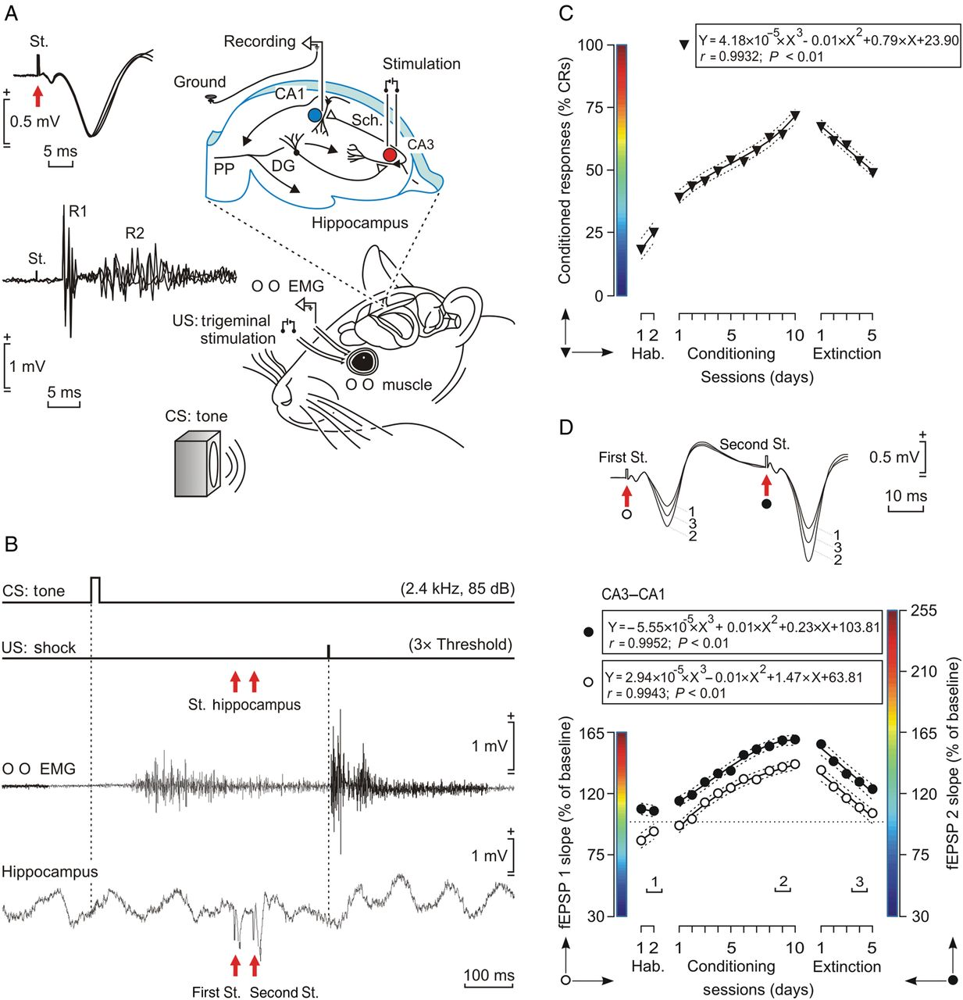 A
St.
+
0.5 mV
=
5 ms
Recording
Stimulation
Ground
CA1
Sch.
CA3
PP
DG
Hippocampus
R1
R2
St.
+
1 mV
=
5 ms
O O EMG
US: trigeminal
stimulation
O O muscle
CS: tone
B
CS: tone
(2.4 kHz, 85 dB)
US: shock
(3× Threshold)
St. hippocampus
+
1 mV
=
O O EMG
+
1 mV
=
Hippocampus
First St. Second St.
100 ms
C
Y=4.18×10⁻⁵×X³- 0.01×X²+0.79×X+23.90
r = 0.9932; P < 0.01
Conditioned responses (% CRs)
100
75
50
25
0
1 2 1 5 10 1 5
Hab. Conditioning Extinction
Sessions (days)
D
First St.
Second St.
+
0.5 mV
=
10 ms
1
3
2
1
3
2
CA3–CA1
Y=−5.55×10⁻⁵×X³+ 0.01×X²+0.23×X+103.81
r = 0.9952; P < 0.01
Y=2.94×10⁻⁵×X³−0.01×X²+1.47×X+63.81
r = 0.9943; P < 0.01
fEPSP 1 slope (% of baseline)
165
120
75
30
255
210
165
120
75
30
fEPSP 2 slope (% of baseline)
1 2 3
1 2 1 5 10 1 5
Hab. Conditioning Extinction
sessions (days)